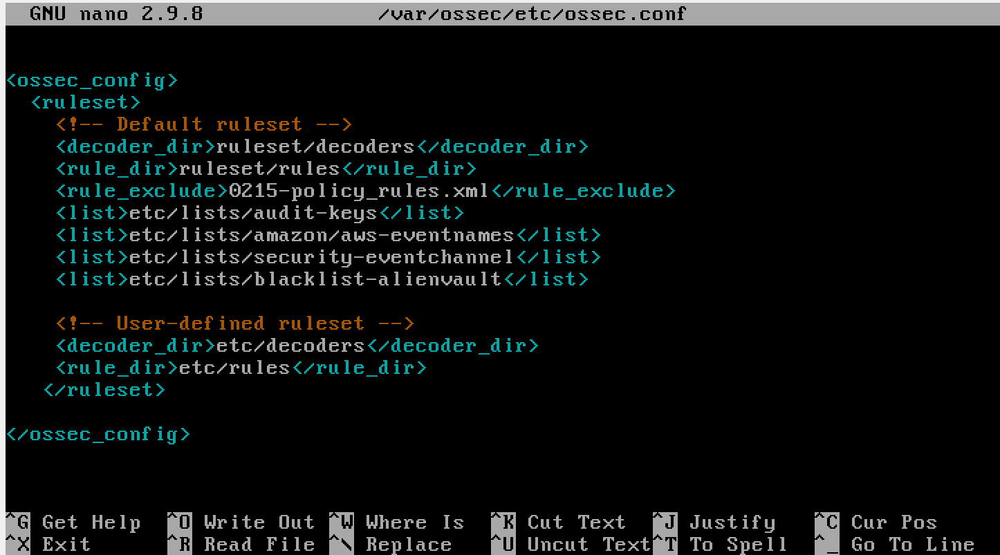 GNU nano 2.9.8 /var/ossec/etc/ossec.conf
<ossec_config>
<ruleset>
<!-- Default ruleset -->
<decoder_dir>ruleset/decoders</decoder_dir>
<rule_dir>ruleset/rules</rule_dir>
<rule_exclude>0215-policy_rules.xml</rule_exclude>
<list>etc/lists/audit-keys</list>
<list>etc/lists/amazon/aws-eventnames</list>
<list>etc/lists/security-eventchannel</list>
<list>etc/lists/blacklist-alienvault</list>
<!-- User-defined ruleset -->
<decoder_dir>etc/decoders</decoder_dir>
<rule_dir>etc/rules</rule_dir>
</ruleset>
</ossec_config>
^G Get Help ^O Write Out ^W Where Is ^K Cut Text ^J Justify ^C Cur Pos
^X Exit ^R Read File ^\ Replace ^U Uncut Text ^T To Spell ^_ Go To Line